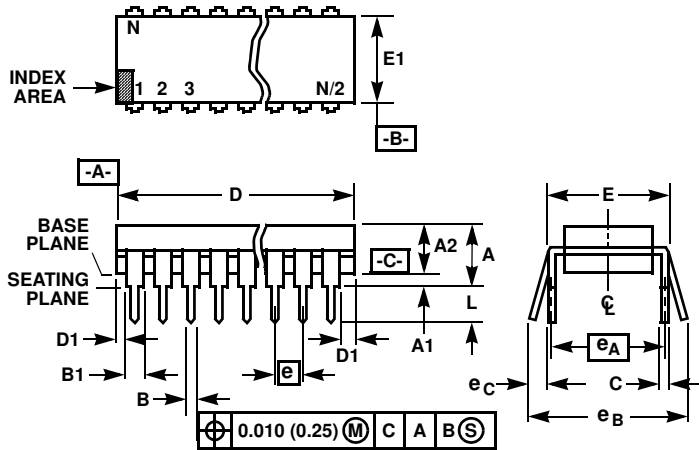 N
INDEX
AREA
1 2 3 N/2
E1
-B-
-A-
D
E
BASE
PLANE
A2
A
-C-
SEATING
PLANE
L
℄
D1
A1
D1
e
eA
B1
eC
C
B
eB
0.010 (0.25) Ⓜ C A B Ⓢ